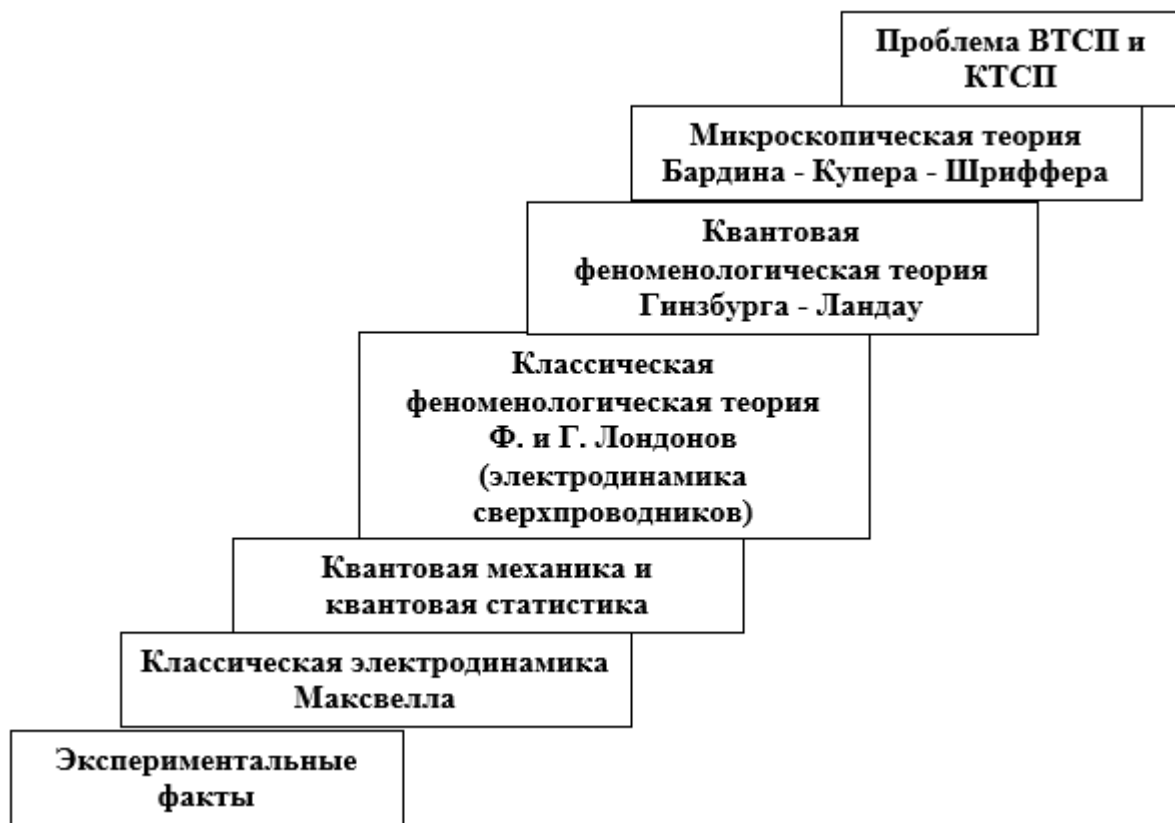 Проблема ВТСП и
КТСП
Микроскопическая теория
Бардина - Купера - Шриффера
Квантовая
феноменологическая теория
Гинзбурга - Ландау
Классическая
феноменологическая теория
Ф. и Г. Лондонов
(электродинамика
сверхпроводников)
Квантовая механика и
квантовая статистика
Классическая электродинамика
Максвелла
Экспериментальные
факты